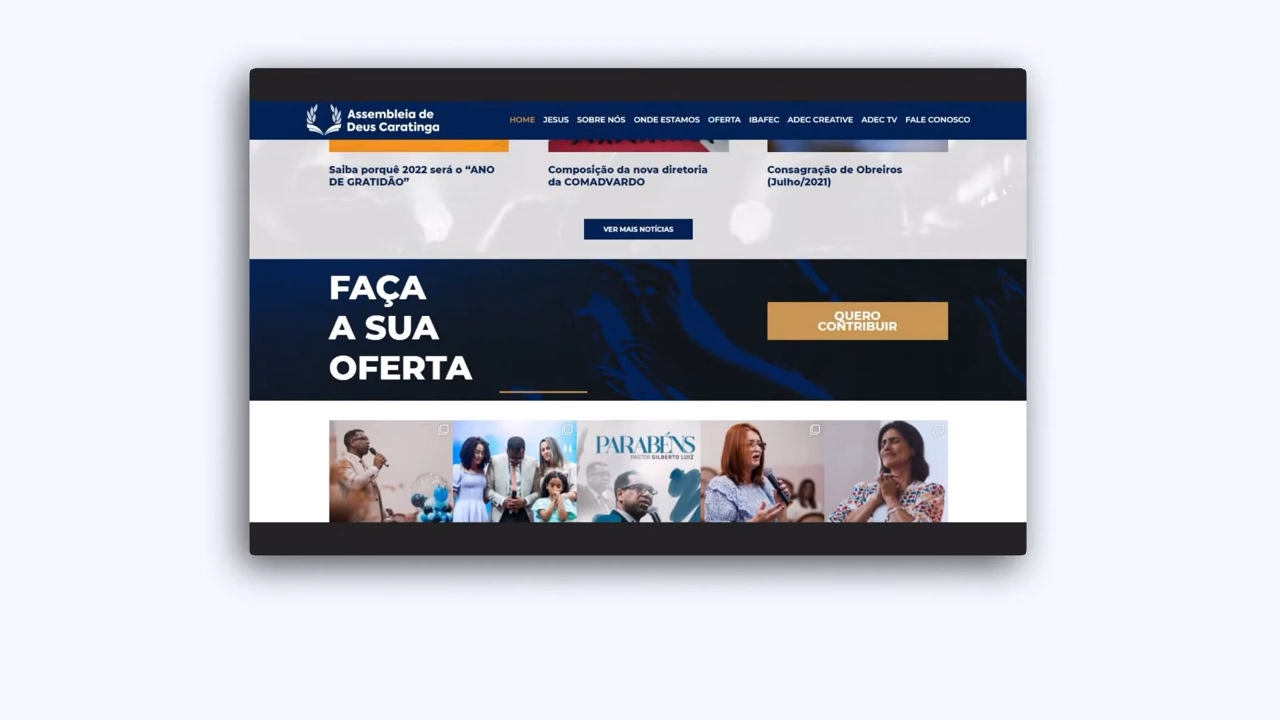 Assembleia de
Deus Caratinga
HOME JESUS SOBRE NÓS ONDE ESTAMOS OFERTA IBAFEC ADEC CREATIVE ADEC TV FALE CONOSCO
Saiba porquê 2022 será o “ANO
DE GRATIDÃO”
Composição da nova diretoria
da COMADVARDO
Consagração de Obreiros
(Julho/2021)
VER MAIS NOTÍCIAS
FAÇA
A SUA
OFERTA
QUERO
CONTRIBUIR
PARABÉNS
PASTOR GILBERTO LUIZ